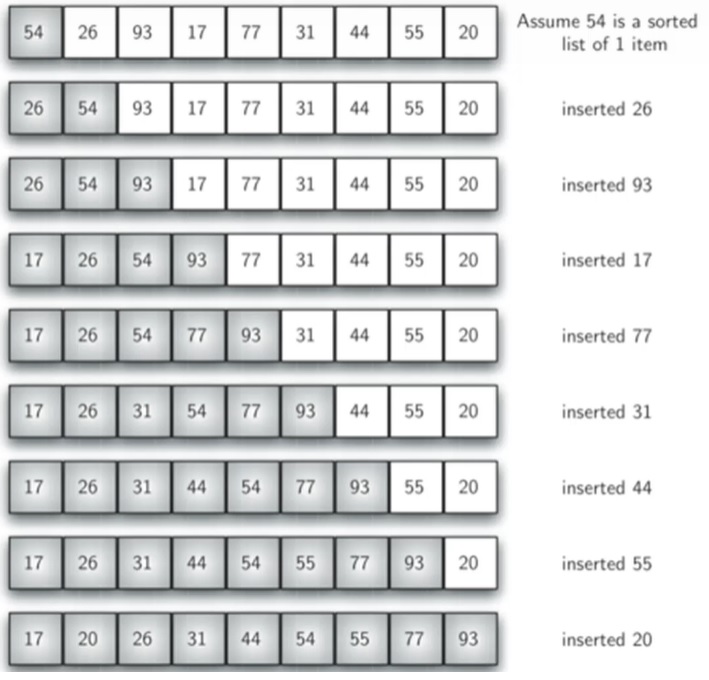 54 26 93 17 77 31 44 55 20 Assume 54 is a sorted
list of 1 item
26 54 93 17 77 31 44 55 20 inserted 26
26 54 93 17 77 31 44 55 20 inserted 93
17 26 54 93 77 31 44 55 20 inserted 17
17 26 54 77 93 31 44 55 20 inserted 77
17 26 31 54 77 93 44 55 20 inserted 31
17 26 31 44 54 77 93 55 20 inserted 44
17 26 31 44 54 55 77 93 20 inserted 55
17 20 26 31 44 54 55 77 93 inserted 20